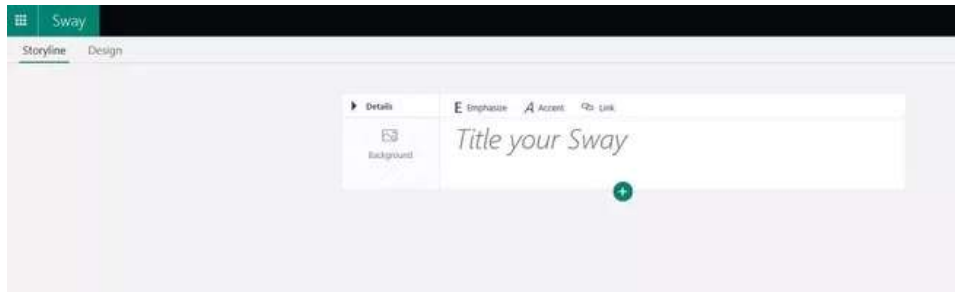 Sway
Storyline Design
Details E Emphasize A Accent Link
Background
Title your Sway